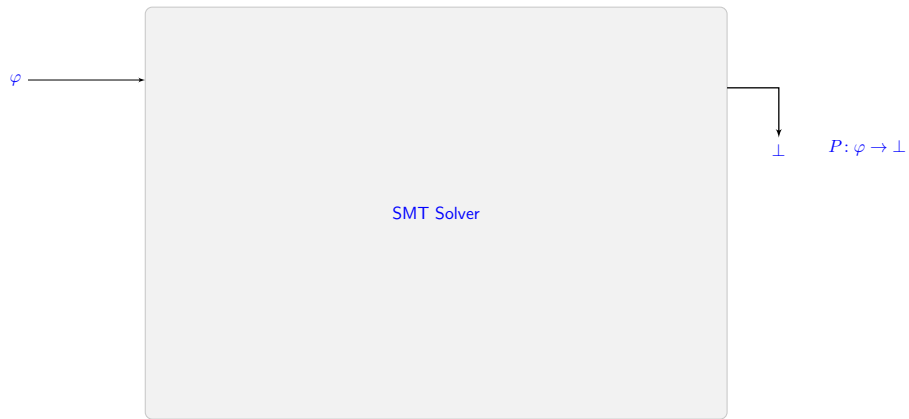 φ
⊥
P : φ → ⊥
SMT Solver